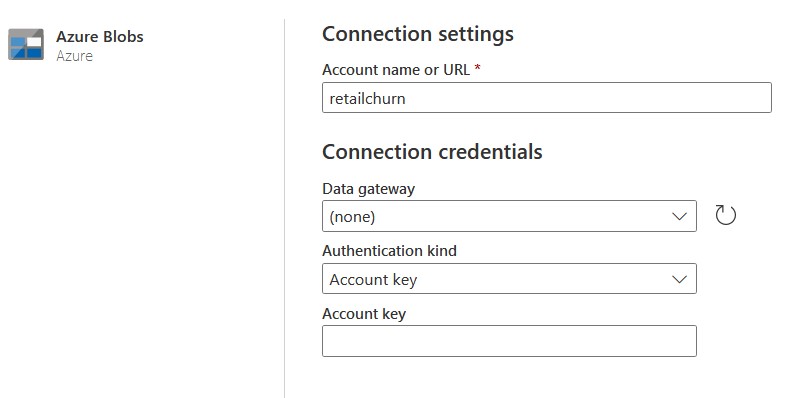 Azure Blobs
Azure
Connection settings
Account name or URL *
retailchurn
Connection credentials
Data gateway
(none)
Authentication kind
Account key
Account key